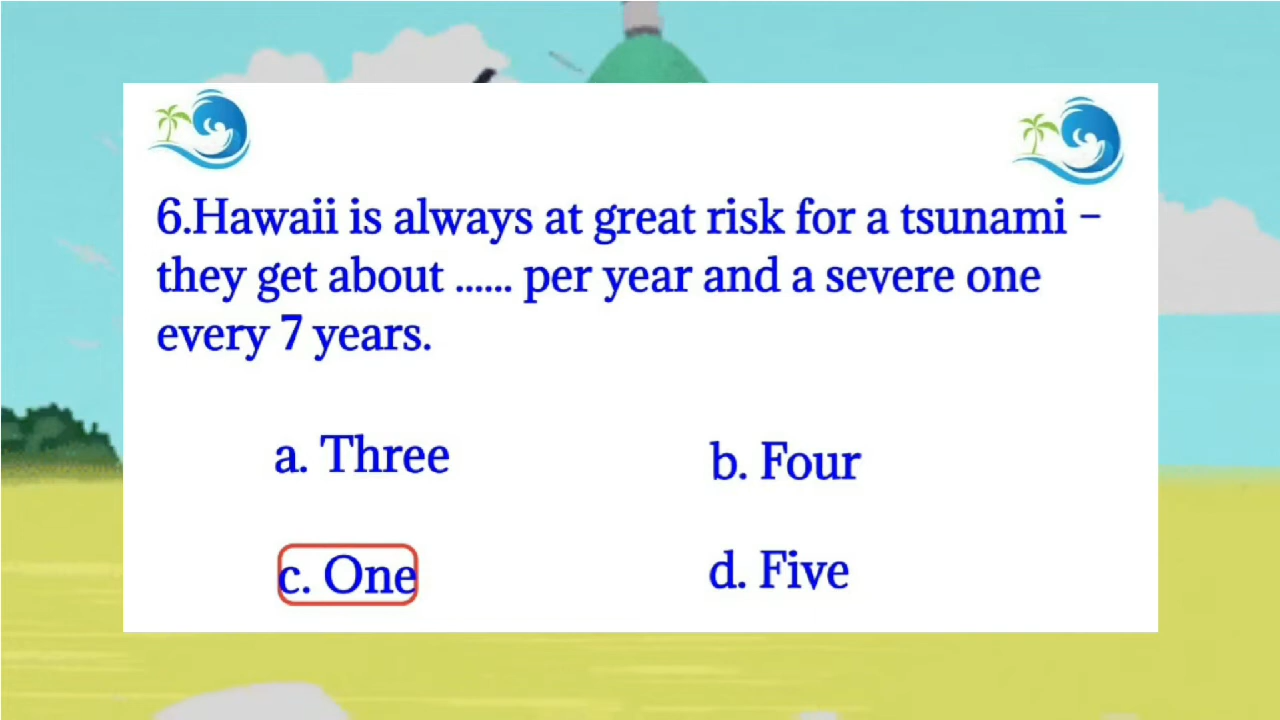 6.Hawaii is always at great risk for a tsunami –
they get about ...... per year and a severe one
every 7 years.
a. Three
b. Four
c. One
d. Five